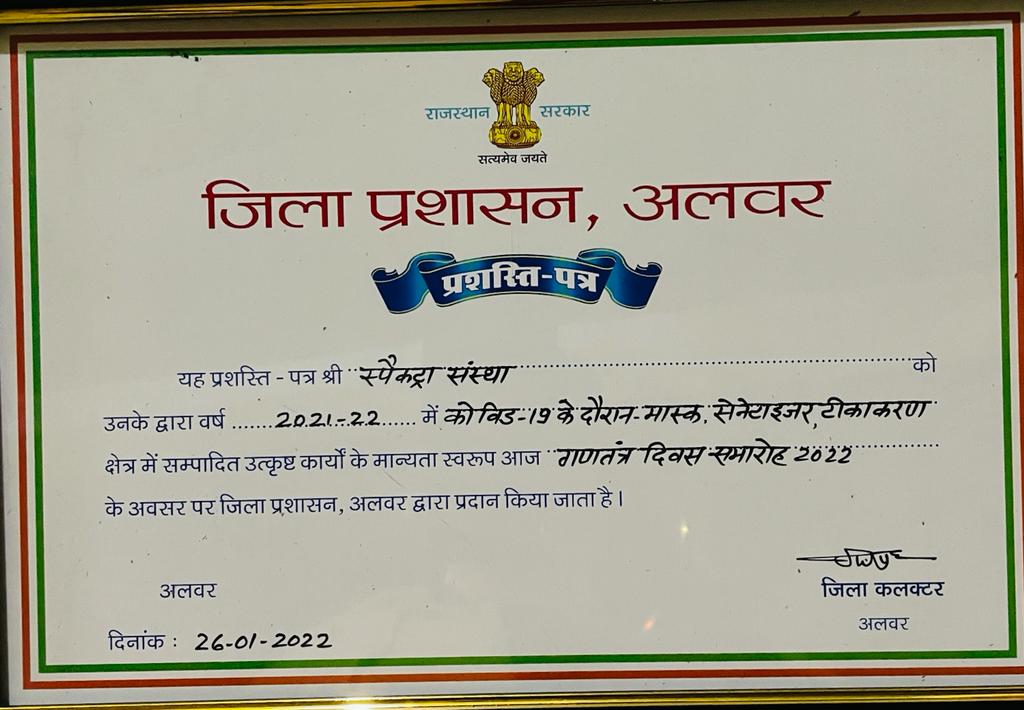 राजस्थान सरकार
सत्यमेव जयते
जिला प्रशासन, अलवर
प्रशस्ति-पत्र
यह प्रशस्ति - पत्र श्री स्पैकट्रा संस्था को
उनके द्वारा वर्ष ....... 2021-22 ...... में कोविड-19 के दौरान-मास्क, सेनेटाइजर, टीकाकरण
क्षेत्र में सम्पादित उत्कृष्ट कार्यों के मान्यता स्वरूप आज गणतंत्र दिवस समारोह 2022
के अवसर पर जिला प्रशासन, अलवर द्वारा प्रदान किया जाता है।
जिला कलक्टर
अलवर
अलवर
दिनांक : 26-01-2022